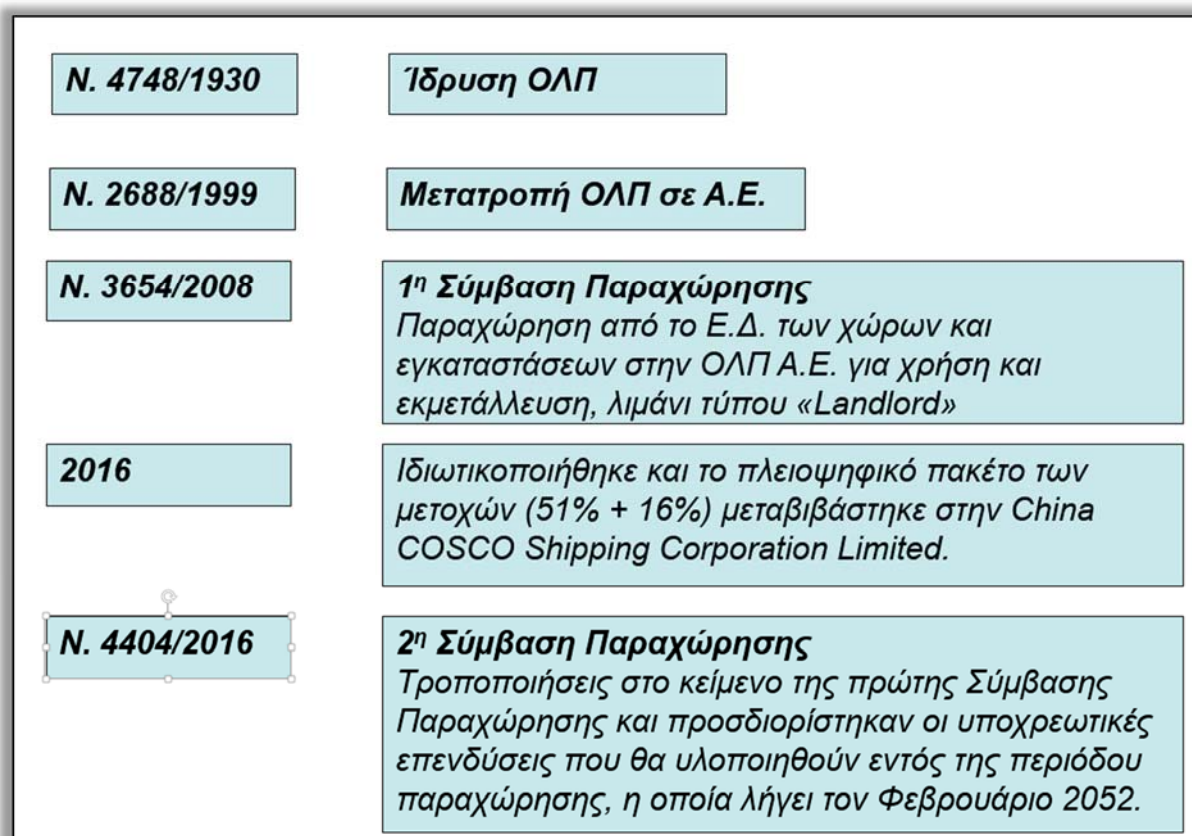 Ν. 4748/1930
Ίδρυση ΟΛΠ
Ν. 2688/1999
Μετατροπή ΟΛΠ σε Α.Ε.
Ν. 3654/2008
1η Σύμβαση Παραχώρησης
Παραχώρηση από το Ε.Δ. των χώρων και
εγκαταστάσεων στην ΟΛΠ Α.Ε. για χρήση και
εκμετάλλευση, λιμάνι τύπου «Landlord»
2016
Ιδιωτικοποιήθηκε και το πλειοψηφικό πακέτο των
μετοχών (51% + 16%) μεταβιβάστηκε στην China
COSCO Shipping Corporation Limited.
Ν. 4404/2016
2η Σύμβαση Παραχώρησης
Τροποποιήσεις στο κείμενο της πρώτης Σύμβασης
Παραχώρησης και προσδιορίστηκαν οι υποχρεωτικές
επενδύσεις που θα υλοποιηθούν εντός της περιόδου
παραχώρησης, η οποία λήγει τον Φεβρουάριο 2052.